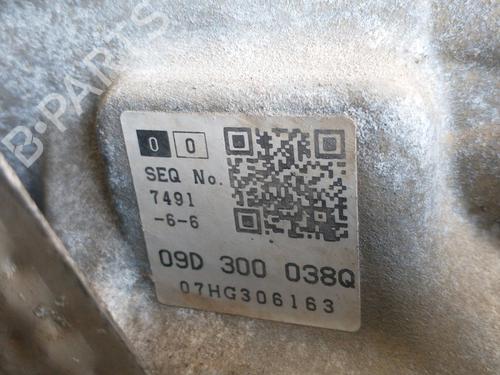 B-PARTS
0 0
SEQ No.
7491
-6-6
09D 300 038Q
07HG306163